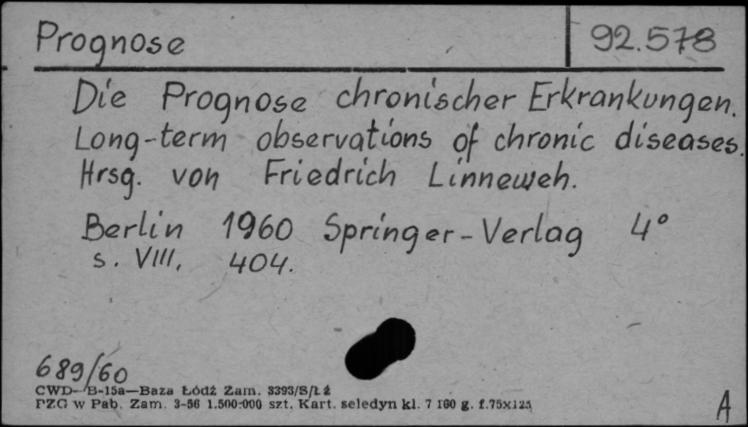 Prognose 92.578
Die Prognose chronischer Erkrankungen.
Long-term observations of chronic diseases.
Hrsg. von Friedrich Linneweh.
Berlin 1960 Springer-Verlag 4°
s. VIII, 404.
689/60
CWD—B-15a—Baza Łódź Zam. 3393/S/Łź
PZG w Pab. Zam. 3-56 1.500.000 szt. Kart. seledyn kl. 7 160 g. f.75x125
A